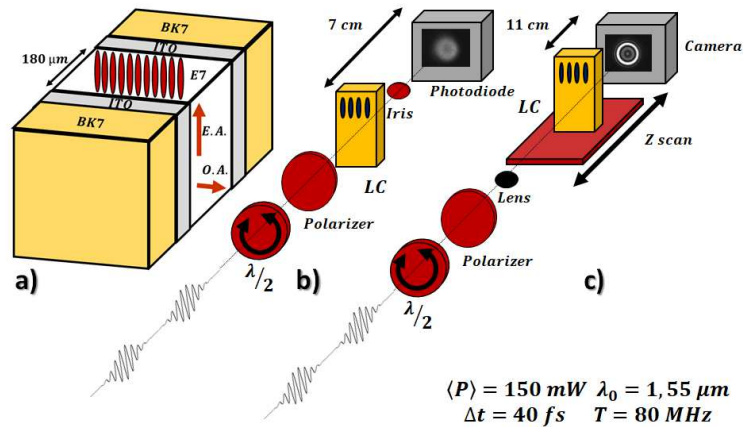 BK7
ITO
180 μm
E7
ITO
BK7
E.A.
O.A.
a)
7 cm
Photodiode
Iris
LC
Polarizer
λ/2
b)
11 cm
Camera
LC
Z scan
Lens
Polarizer
λ/2
c)
⟨P⟩ = 150 mW λ₀ = 1,55 μm
Δt = 40 fs T = 80 MHz